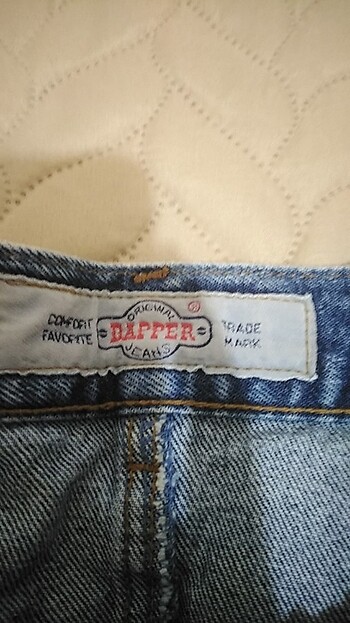 COMFORT
FAVORITE
ORIGINAL
DAPPER ®
JEANS
TRADE
MARK